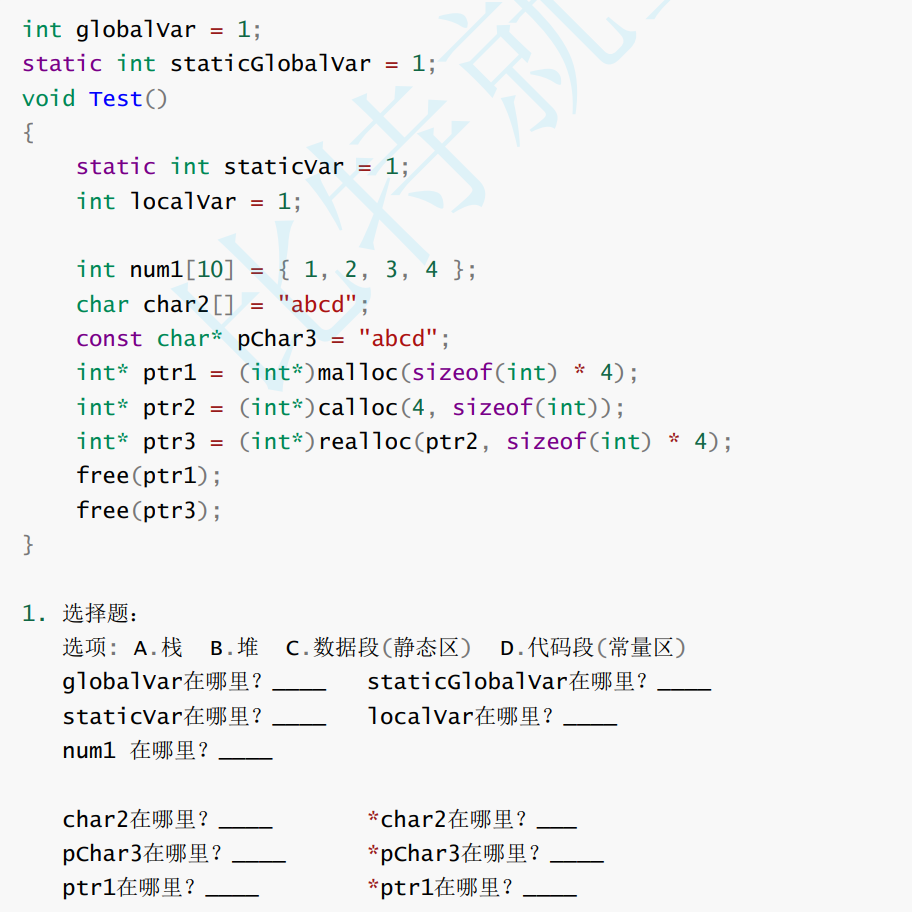 int globalVar = 1;
static int staticGlobalVar = 1;
void Test()
{
    static int staticVar = 1;
    int localVar = 1;

    int num1[10] = { 1, 2, 3, 4 };
    char char2[] = "abcd";
    const char* pChar3 = "abcd";
    int* ptr1 = (int*)malloc(sizeof(int) * 4);
    int* ptr2 = (int*)calloc(4, sizeof(int));
    int* ptr3 = (int*)realloc(ptr2, sizeof(int) * 4);
    free(ptr1);
    free(ptr3);
}

1. 选择题:
   选项: A.栈  B.堆  C.数据段(静态区)  D.代码段(常量区)
   globalVar在哪里？____   staticGlobalVar在哪里？____
   staticVar在哪里？____   localVar在哪里？____
   num1 在哪里？____

   char2在哪里？____       *char2在哪里？___
   pChar3在哪里？____      *pChar3在哪里？____
   ptr1在哪里？____        *ptr1在哪里？____
比特就